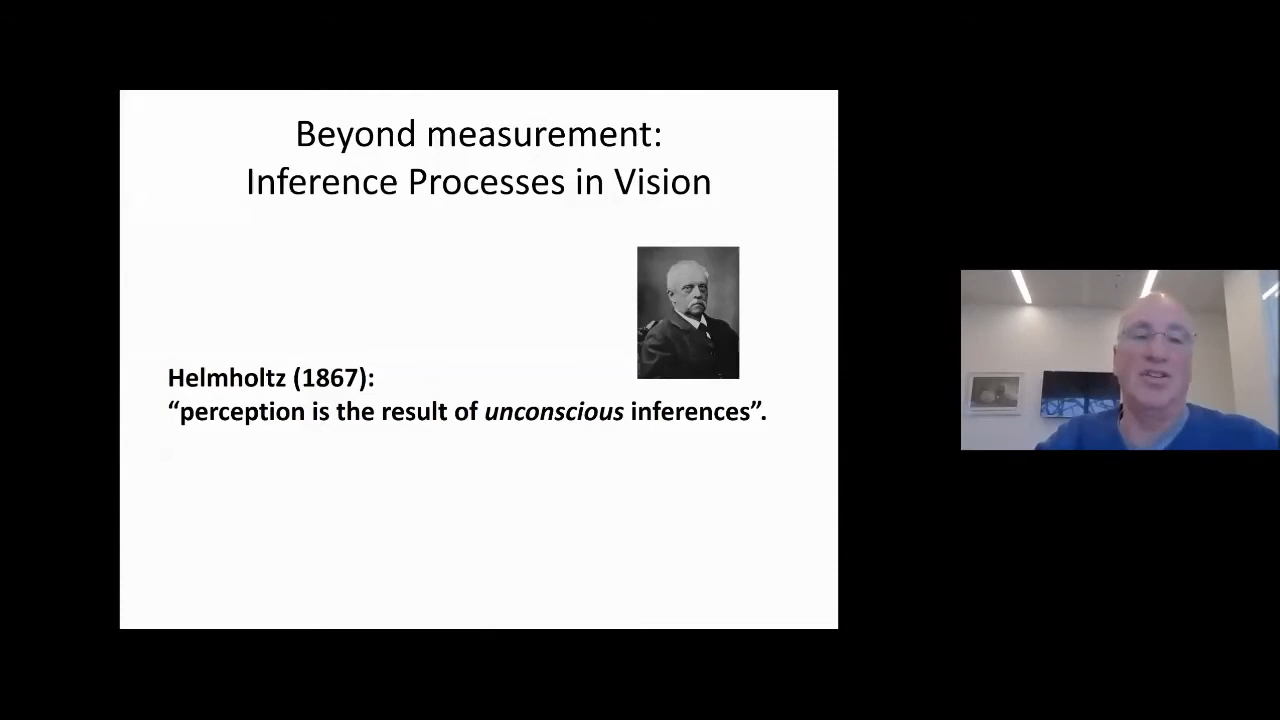 Beyond measurement:
Inference Processes in Vision
Helmholtz (1867):
“perception is the result of unconscious inferences”.